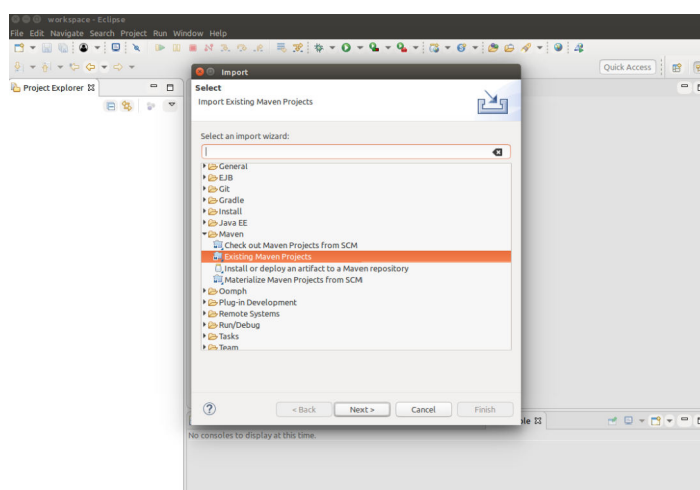 workspace - Eclipse
File Edit Navigate Search Project Run Window Help
Quick Access
Project Explorer
Import
Select
Import Existing Maven Projects
Select an import wizard:
General
EJB
Git
Gradle
Install
Java EE
Maven
Check out Maven Projects from SCM
Existing Maven Projects
Install or deploy an artifact to a Maven repository
Materialize Maven Projects from SCM
Oomph
Plug-in Development
Remote Systems
Run/Debug
Tasks
Team
< Back Next > Cancel Finish
ole
No consoles to display at this time.